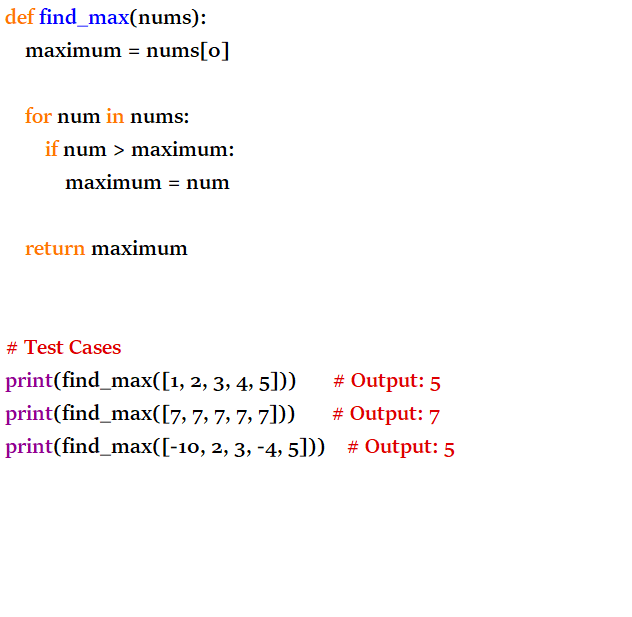 def find_max(nums):
    maximum = nums[0]
    for num in nums:
        if num > maximum:
            maximum = num
    return maximum
# Test Cases
print(find_max([1, 2, 3, 4, 5]))      # Output: 5
print(find_max([7, 7, 7, 7, 7]))      # Output: 7
print(find_max([-10, 2, 3, -4, 5]))    # Output: 5